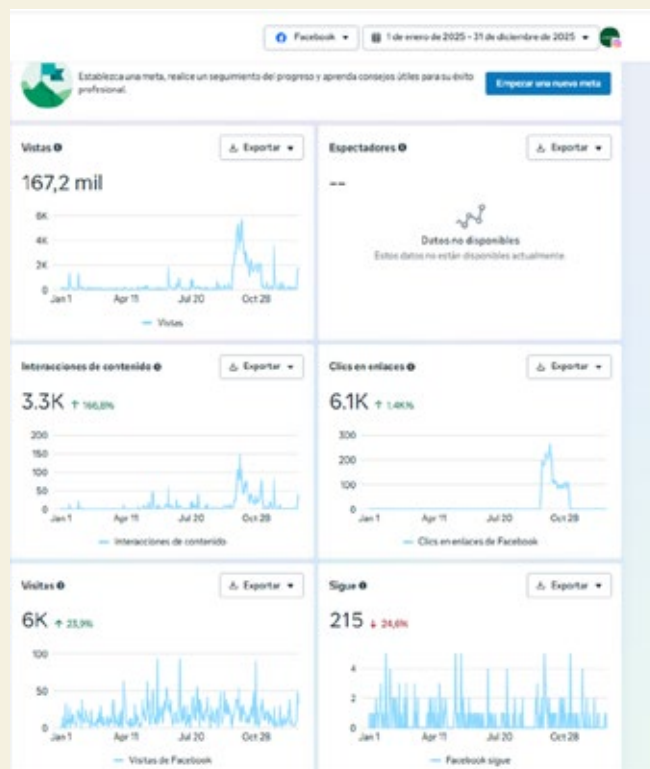 Facebook
1 de enero de 2025 - 31 de diciembre de 2025
Establezca una meta, realice un seguimiento del progreso y aprenda consejos útiles para su éxito
profesional.
Empezar una nueva meta
Vistas
Exportar
167,2 mil
6K
4K
2K
0
Jan 1 Apr 11 Jul 20 Oct 28
Vistas
Espectadores
Exportar
--
Datos no disponibles
Estos datos no están disponibles actualmente.
Interacciones de contenido
Exportar
3.3K ↑ 166,8%
200
150
100
50
0
Jan 1 Apr 11 Jul 20 Oct 28
Interacciones de contenido
Clics en enlaces
Exportar
6.1K ↑ 1.4K%
300
200
100
0
Jan 1 Apr 11 Jul 20 Oct 28
Clics en enlaces de Facebook
Visitas
Exportar
6K ↑ 23,9%
100
50
0
Jan 1 Apr 11 Jul 20 Oct 28
Visitas de Facebook
Sigue
Exportar
215 ↓ 24,6%
4
2
0
Jan 1 Apr 11 Jul 20 Oct 28
Facebook sigue